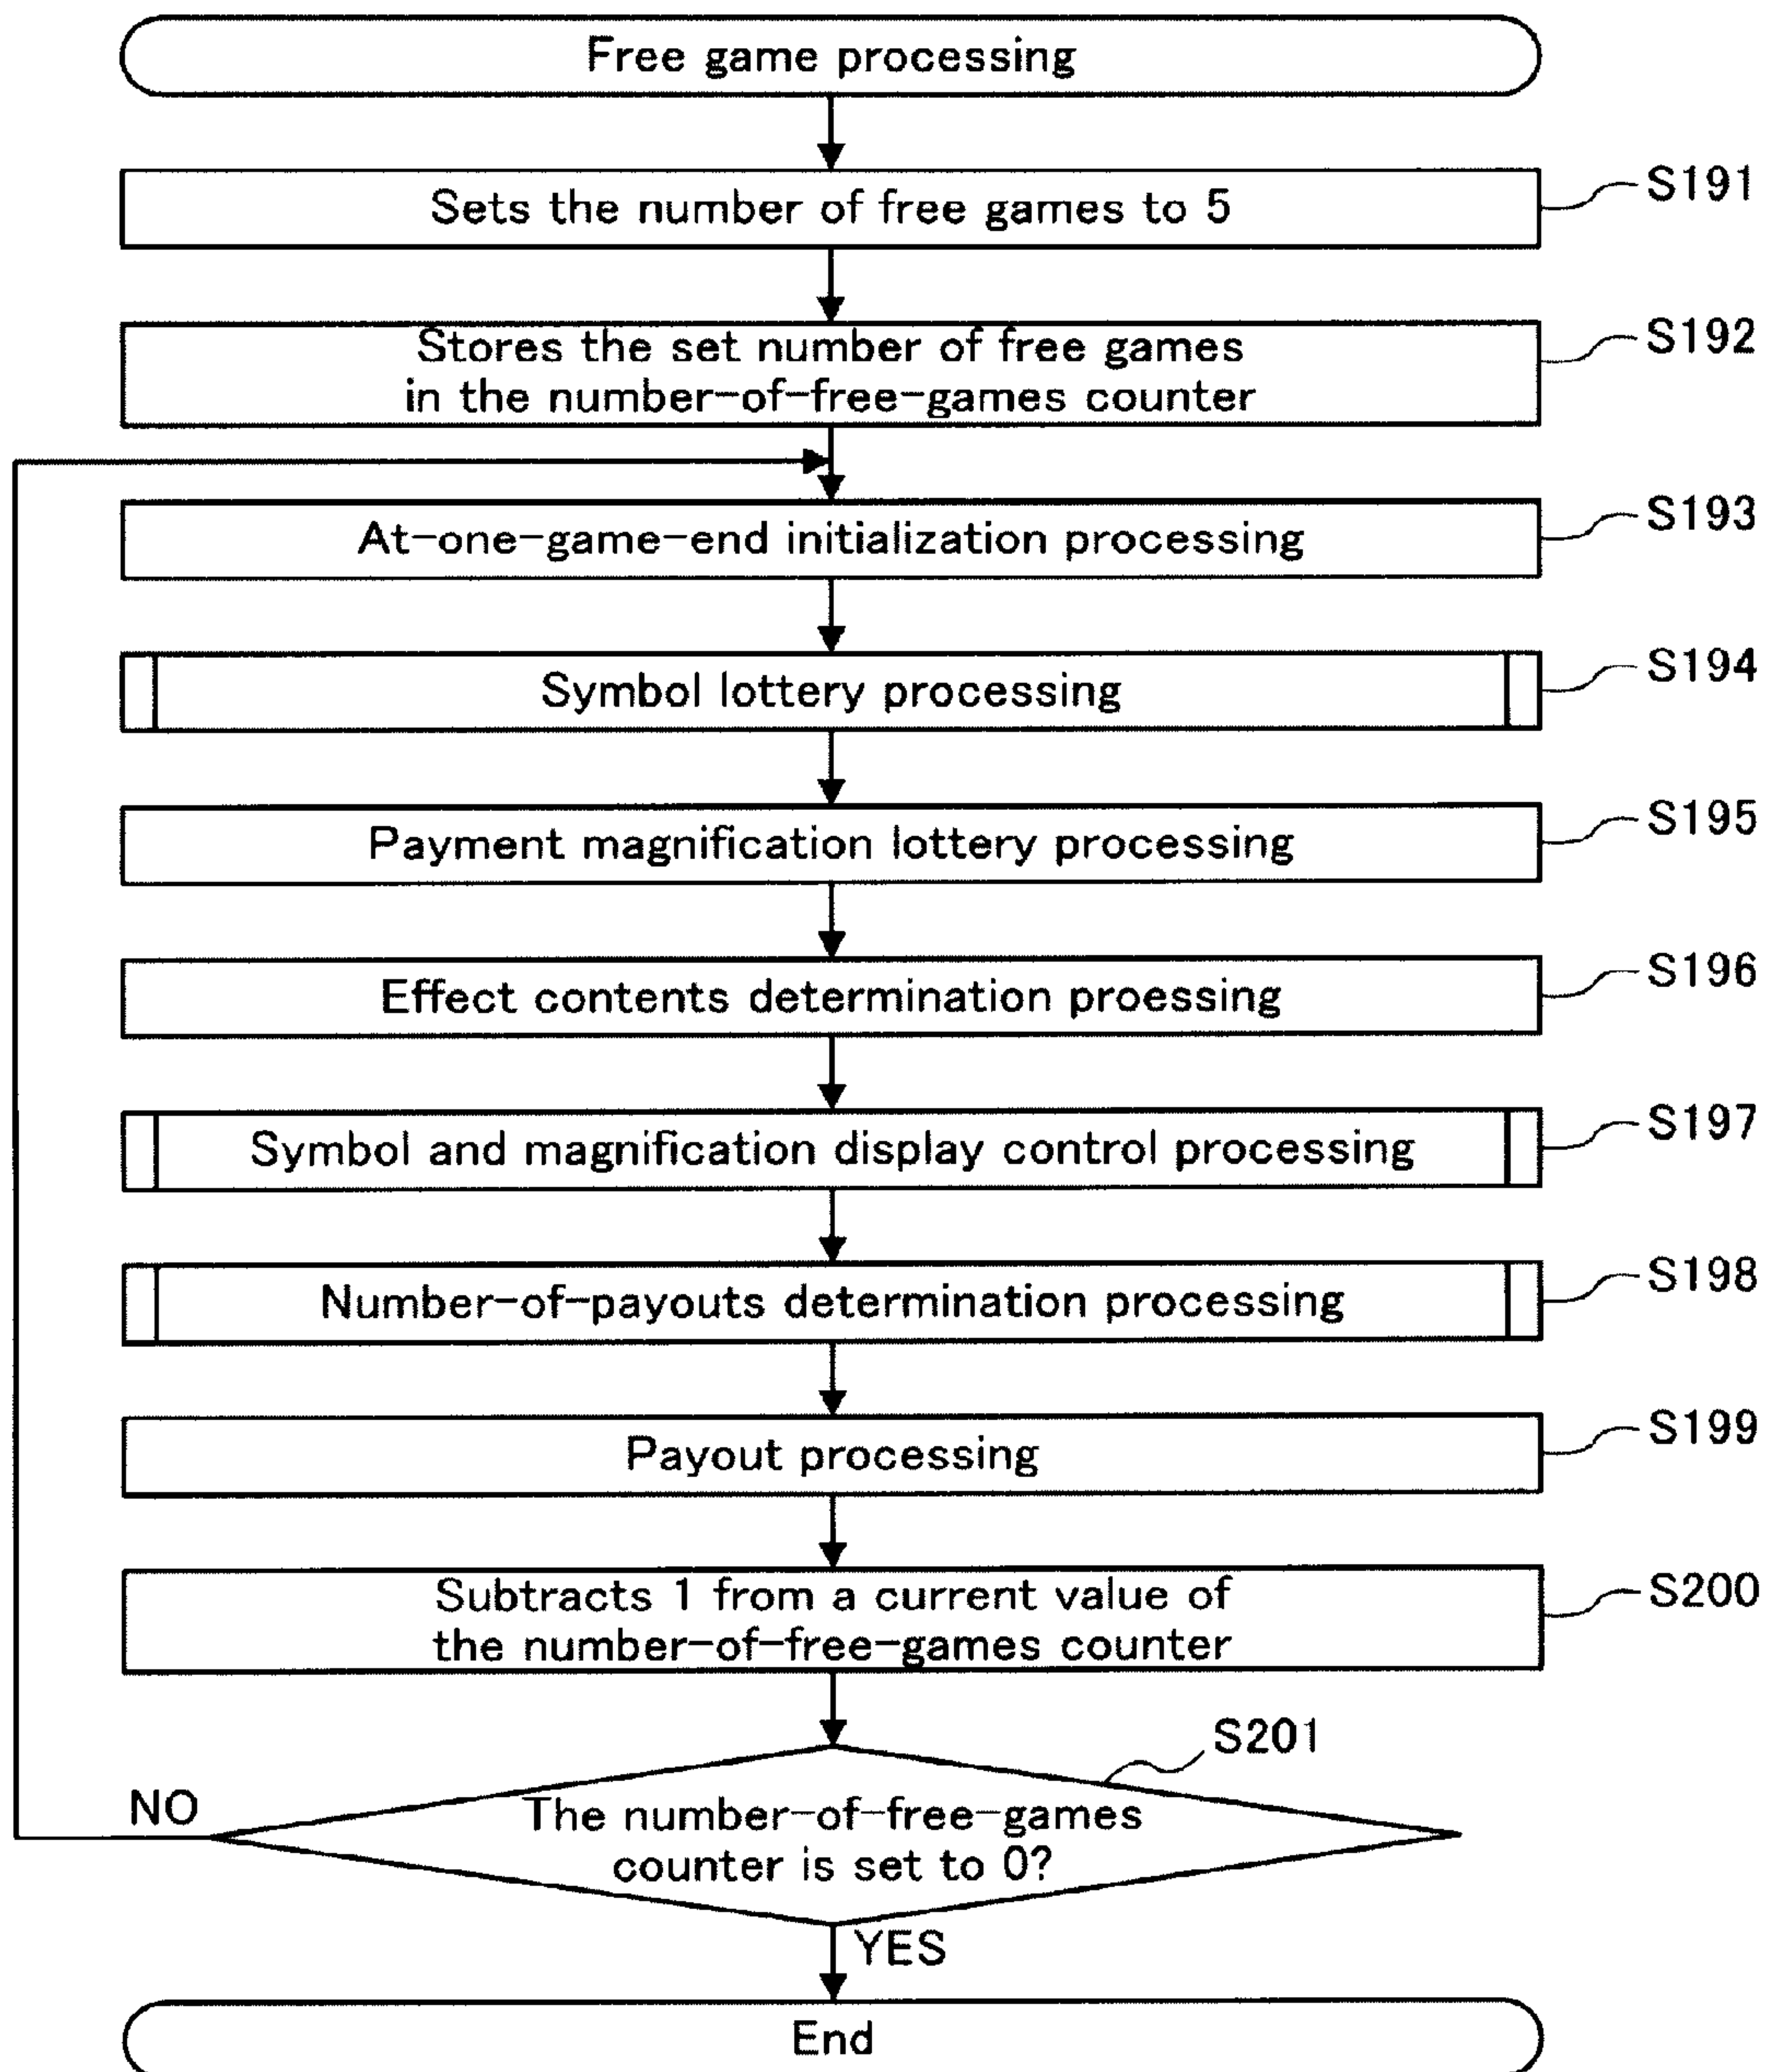 Free game processing
Sets the number of free games to 5
S191
Stores the set number of free games
in the number-of-free-games counter
S192
At-one-game-end initialization processing
S193
Symbol lottery processing
S194
Payment magnification lottery processing
S195
Effect contents determination proessing
S196
Symbol and magnification display control processing
S197
Number-of-payouts determination processing
S198
Payout processing
S199
Subtracts 1 from a current value of
the number-of-free-games counter
S200
S201
The number-of-free-games
counter is set to 0?
NO
YES
End